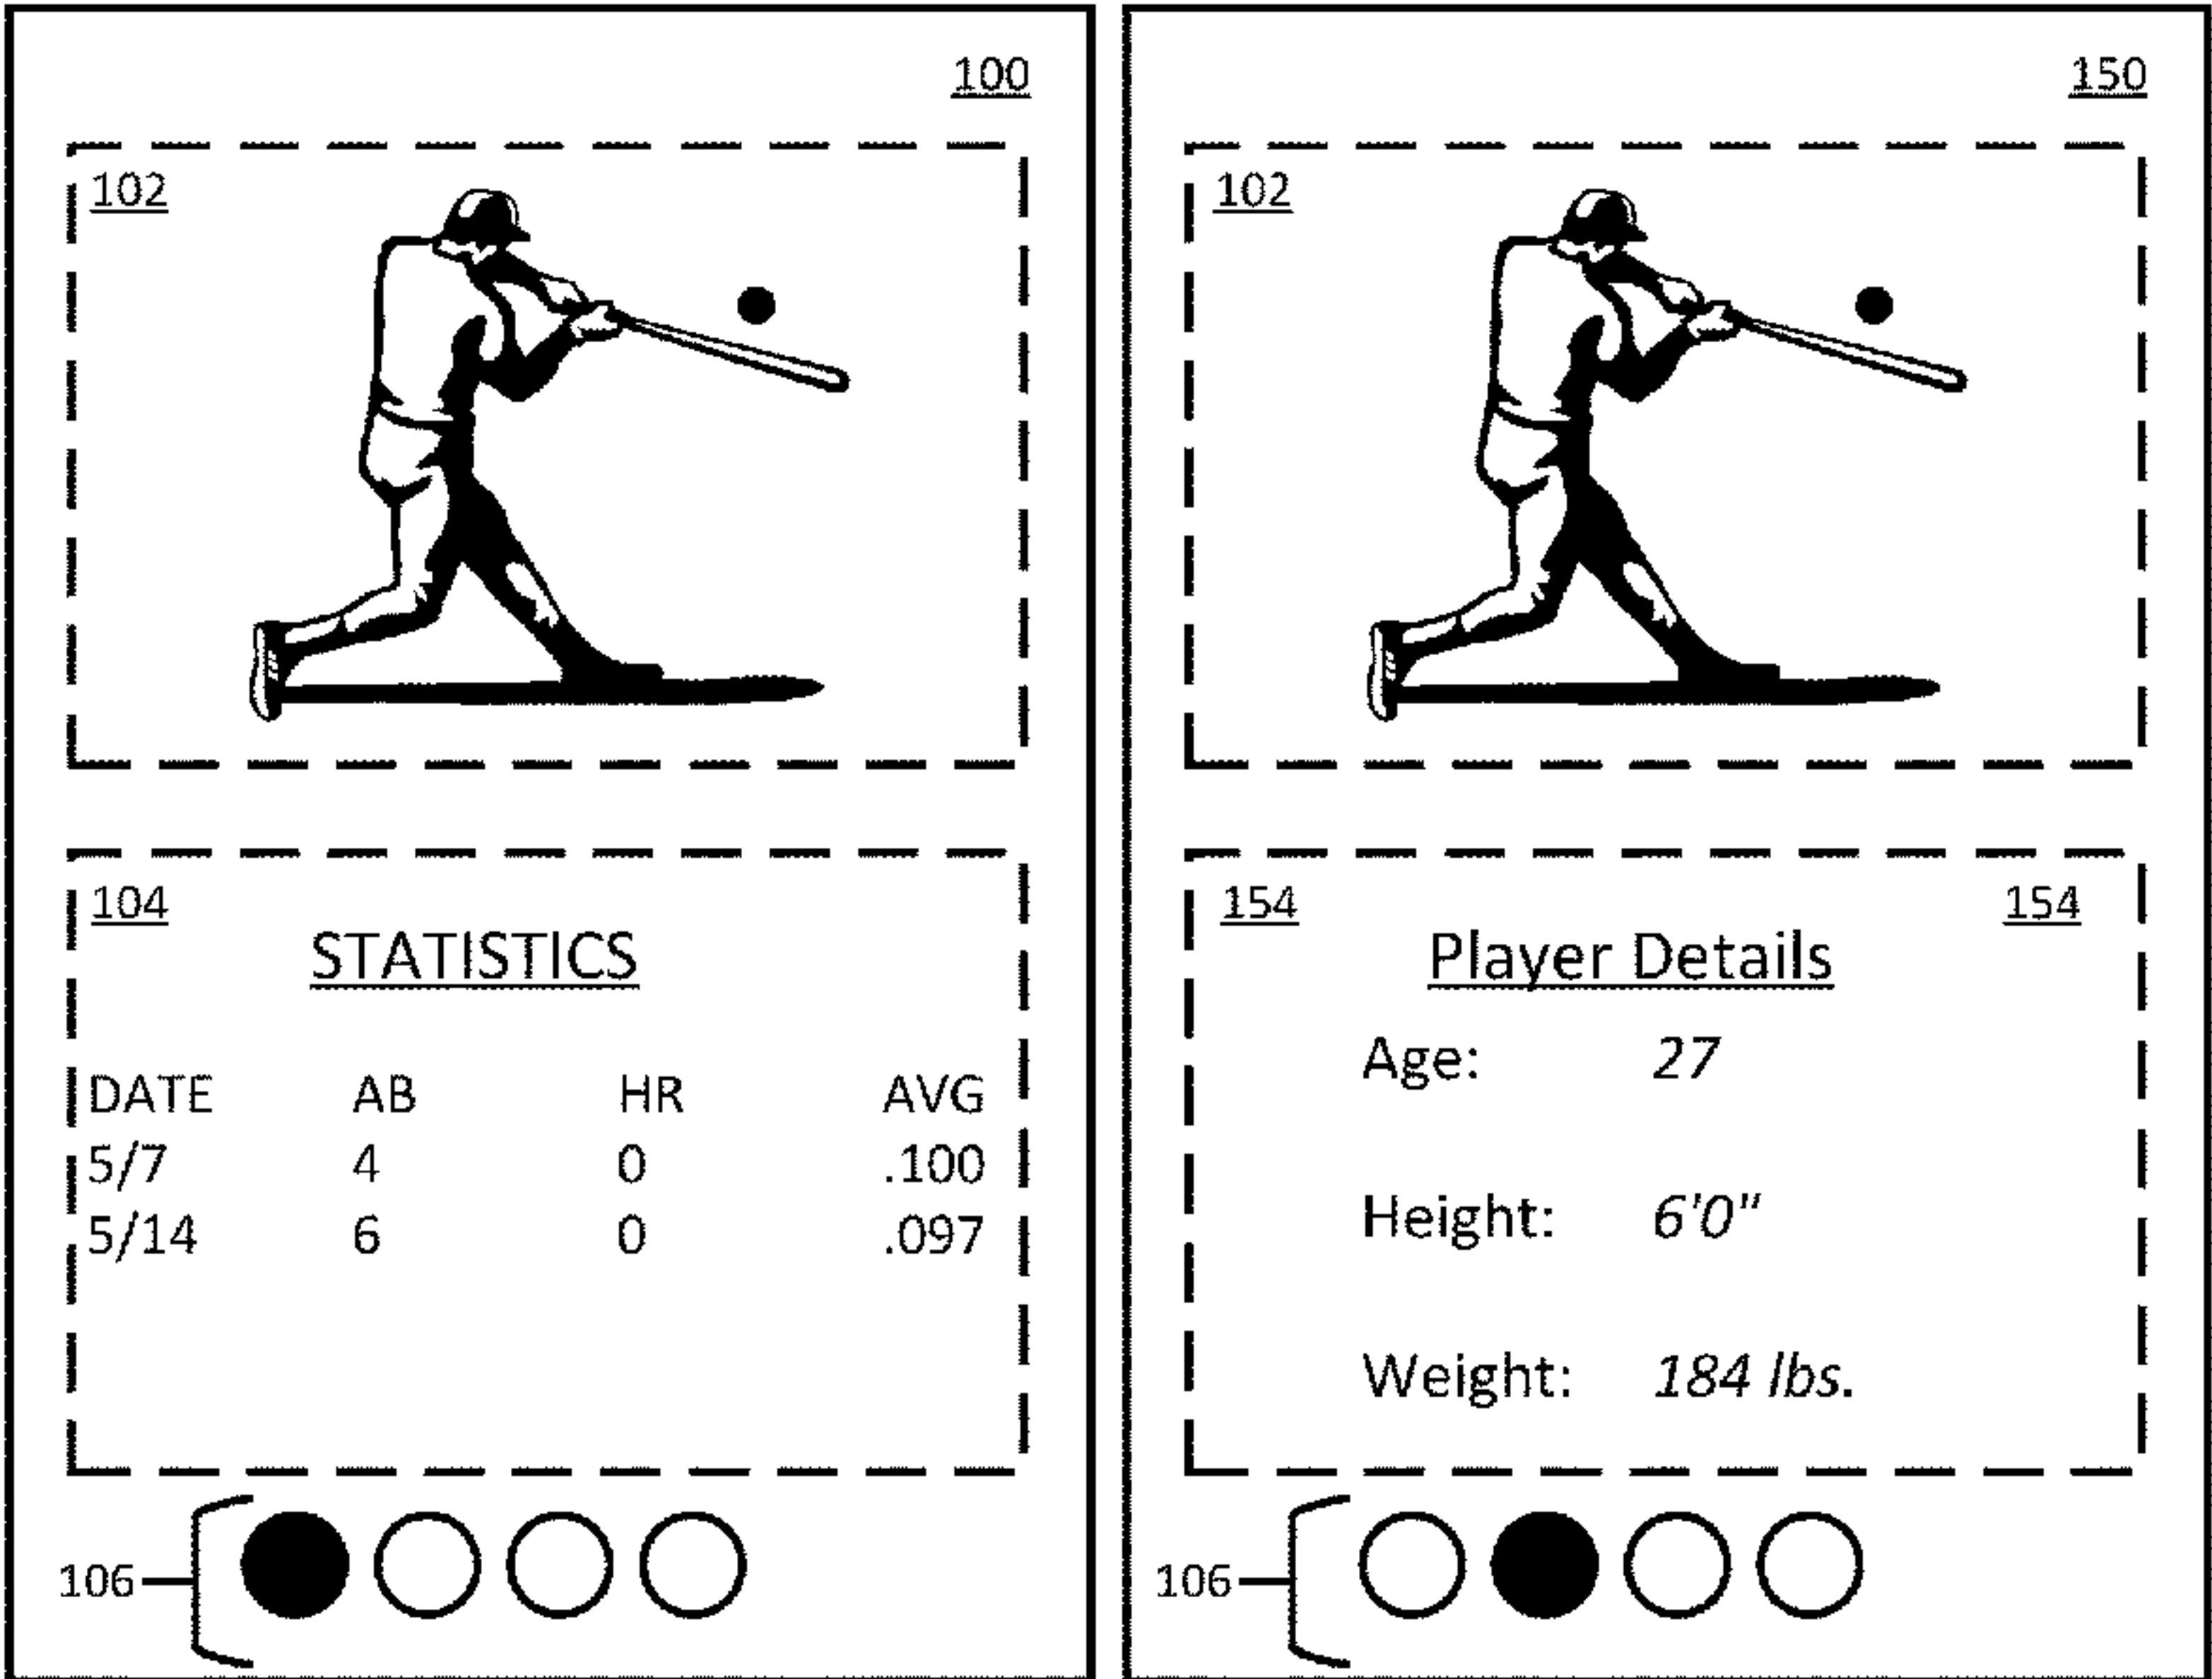 100
102
104
STATISTICS
DATE AB HR AVG
5/7 4 0 .100
5/14 6 0 .097
106
150
102
154 154
Player Details
Age: 27
Height: 6'0"
Weight: 184 lbs.
106